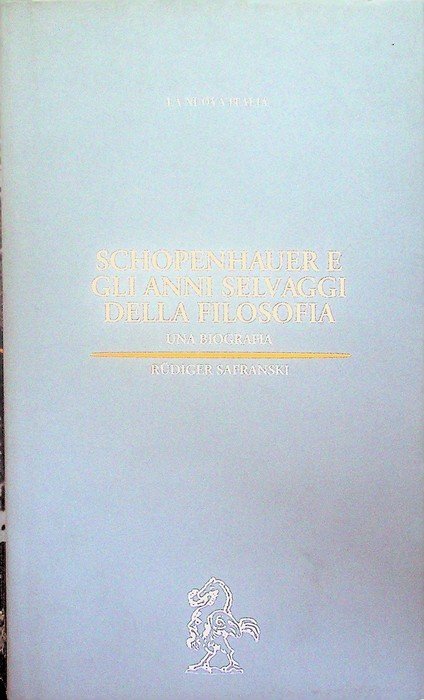 LA NUOVA ITALIA
SCHOPENHAUER E
GLI ANNI SELVAGGI
DELLA FILOSOFIA
UNA BIOGRAFIA
RÜDIGER SAFRANSKI